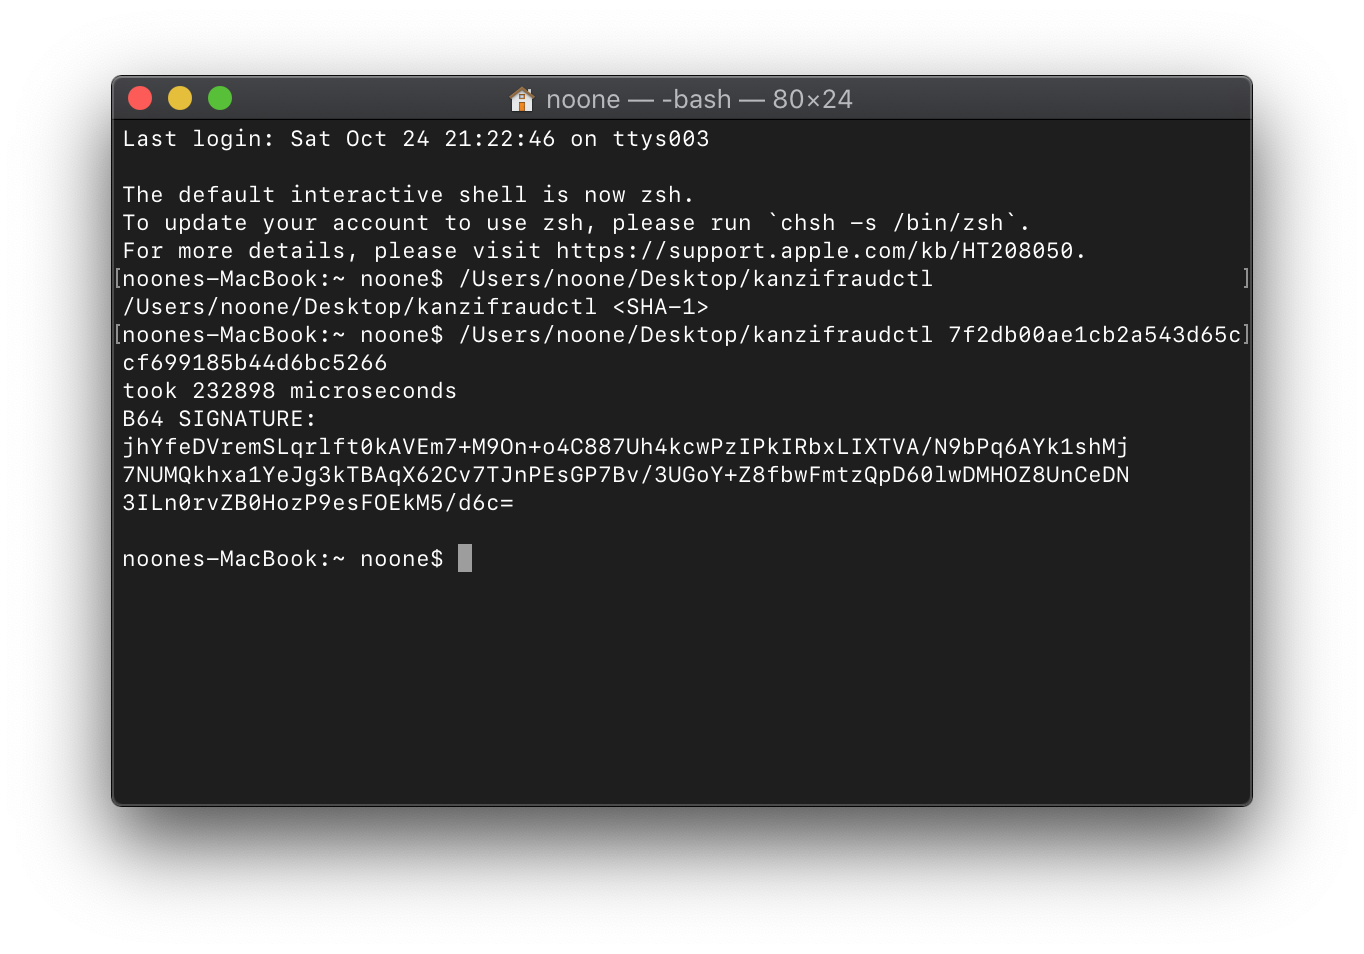 noone — -bash — 80×24
Last login: Sat Oct 24 21:22:46 on ttys003
The default interactive shell is now zsh.
To update your account to use zsh, please run `chsh -s /bin/zsh`.
For more details, please visit https://support.apple.com/kb/HT208050.
[noones-MacBook:~ noone$ /Users/noone/Desktop/kanzifraudctl ]
/Users/noone/Desktop/kanzifraudctl <SHA-1>
[noones-MacBook:~ noone$ /Users/noone/Desktop/kanzifraudctl 7f2db00ae1cb2a543d65c]
cf699185b44d6bc5266
took 232898 microseconds
B64 SIGNATURE:
jhYfeDVremSLqrlft0kAVEm7+M9On+o4C887Uh4kcwPzIPkIRbxLIXTVA/N9bPq6AYk1shMj
7NUMQkhxa1YeJg3kTBAqX62Cv7TJnPEsGP7Bv/3UGoY+Z8fbwFmtzQpD60lwDMHOZ8UnCeDN
3ILn0rvZB0HozP9esFOEkM5/d6c=
noones-MacBook:~ noone$